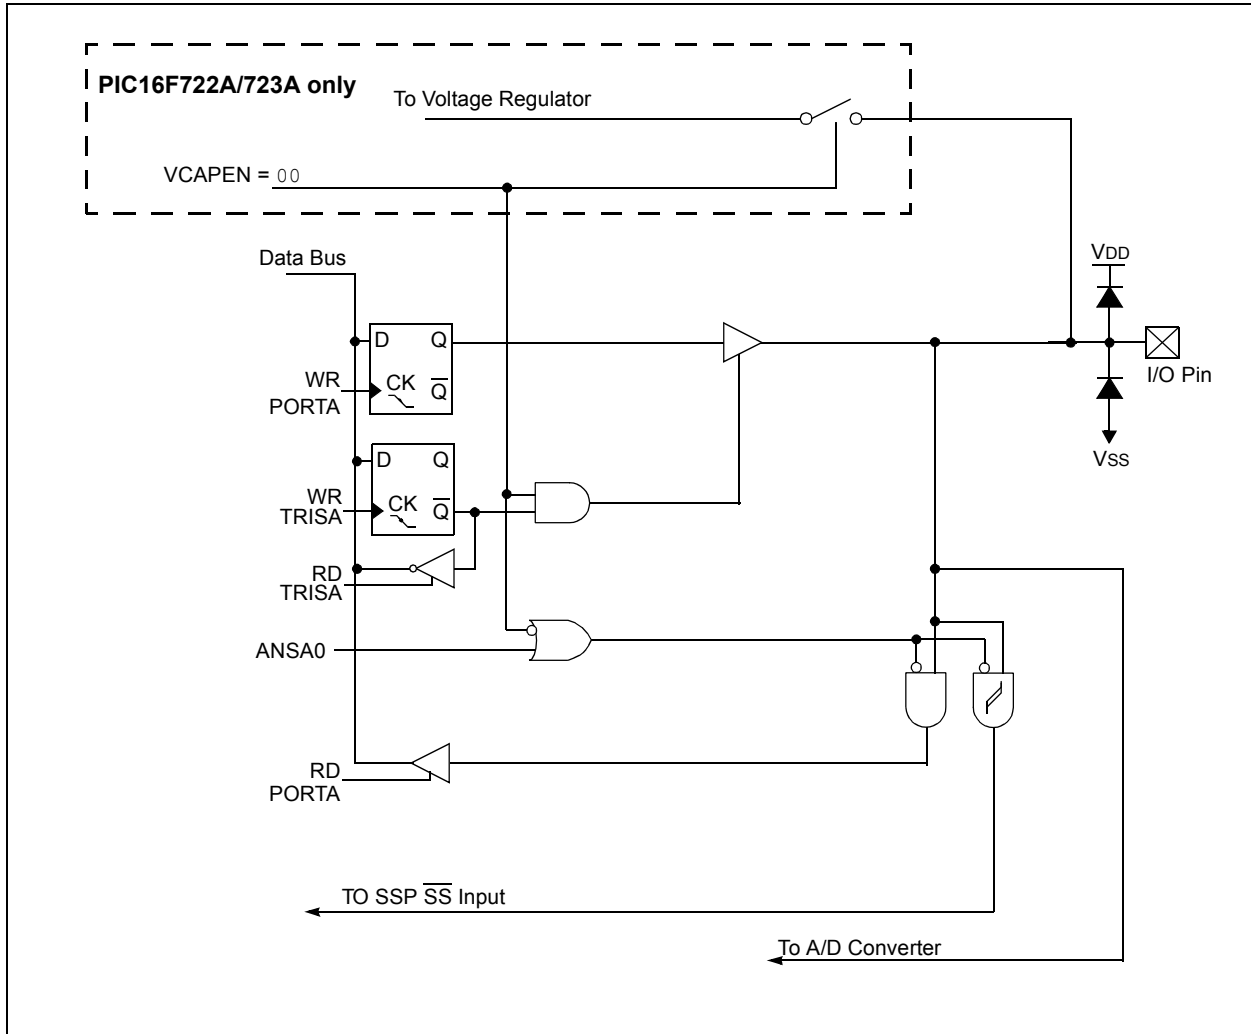 PIC16F722A/723A only
To Voltage Regulator
VCAPEN = 00
Data Bus
VDD
D Q
WR
PORTA
CK Q̅
I/O Pin
VSS
D Q
WR
TRISA
CK Q̅
RD
TRISA
ANSA0
RD
PORTA
TO SSP S̅S̅ Input
To A/D Converter